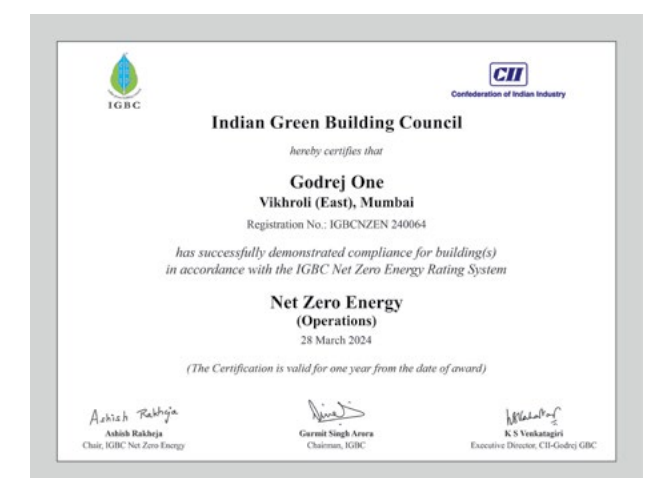 IGBC
CII
Confederation of Indian Industry
Indian Green Building Council
hereby certifies that
Godrej One
Vikhroli (East), Mumbai
Registration No.: IGBCNZEN 240064
has successfully demonstrated compliance for building(s)
in accordance with the IGBC Net Zero Energy Rating System
Net Zero Energy
(Operations)
28 March 2024
(The Certification is valid for one year from the date of award)
Ashish Rakheja
Ashish Rakheja
Chair, IGBC Net Zero Energy
Gurmit Singh Arora
Chairman, IGBC
K S Venkatagiri
Executive Director, CII-Godrej GBC